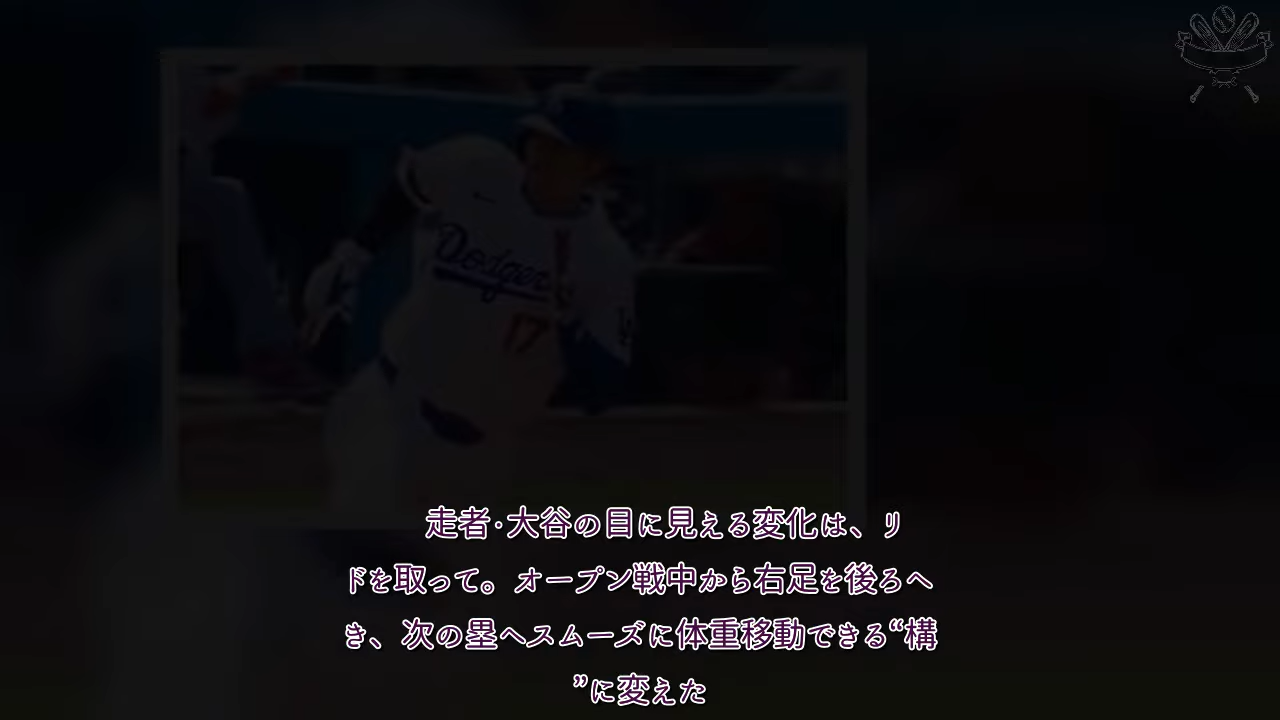 Dodgers
17
走者・大谷の目に見える変化は、リ
ドを取って。オープン戦中から右足を後ろへ
き、次の塁へスムーズに体重移動できる“構
”に変えた